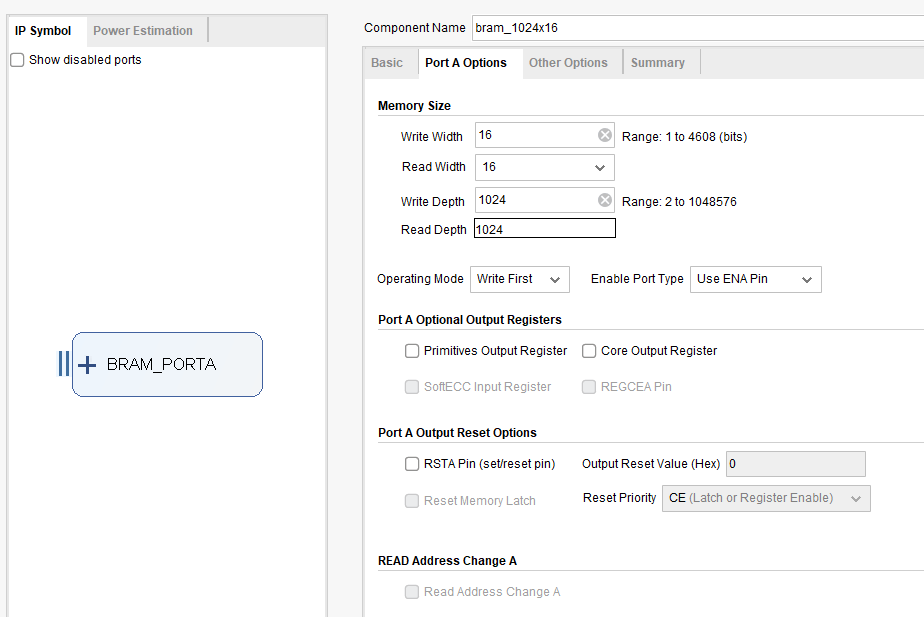 IP Symbol Power Estimation
Show disabled ports
BRAM_PORTA
Component Name bram_1024x16
Basic Port A Options Other Options Summary
Memory Size
Write Width 16 Range: 1 to 4608 (bits)
Read Width 16
Write Depth 1024 Range: 2 to 1048576
Read Depth 1024
Operating Mode Write First Enable Port Type Use ENA Pin
Port A Optional Output Registers
Primitives Output Register Core Output Register
SoftECC Input Register REGCEA Pin
Port A Output Reset Options
RSTA Pin (set/reset pin) Output Reset Value (Hex) 0
Reset Memory Latch Reset Priority CE (Latch or Register Enable)
READ Address Change A
Read Address Change A